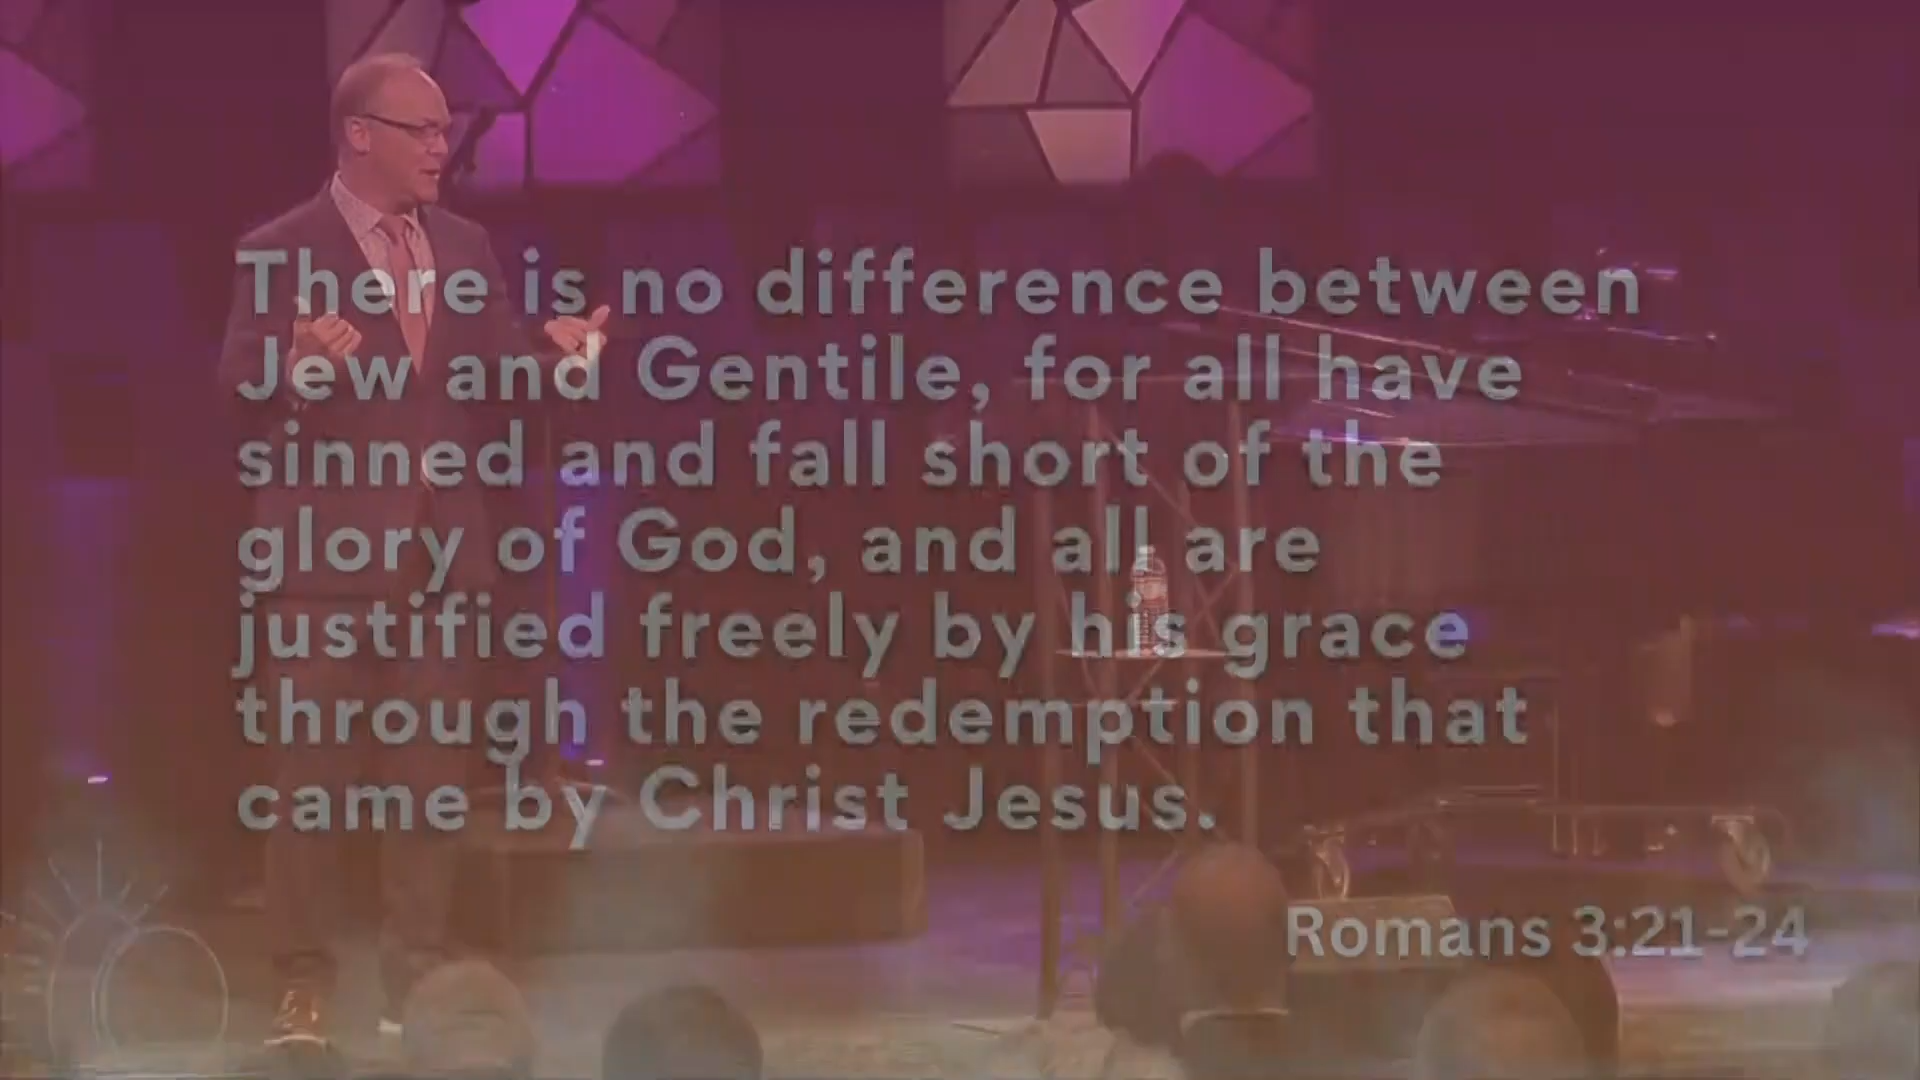 There is no difference between
Jew and Gentile, for all have
sinned and fall short of the
glory of God, and all are
justified freely by his grace
through the redemption that
came by Christ Jesus.
Romans 3:21-24